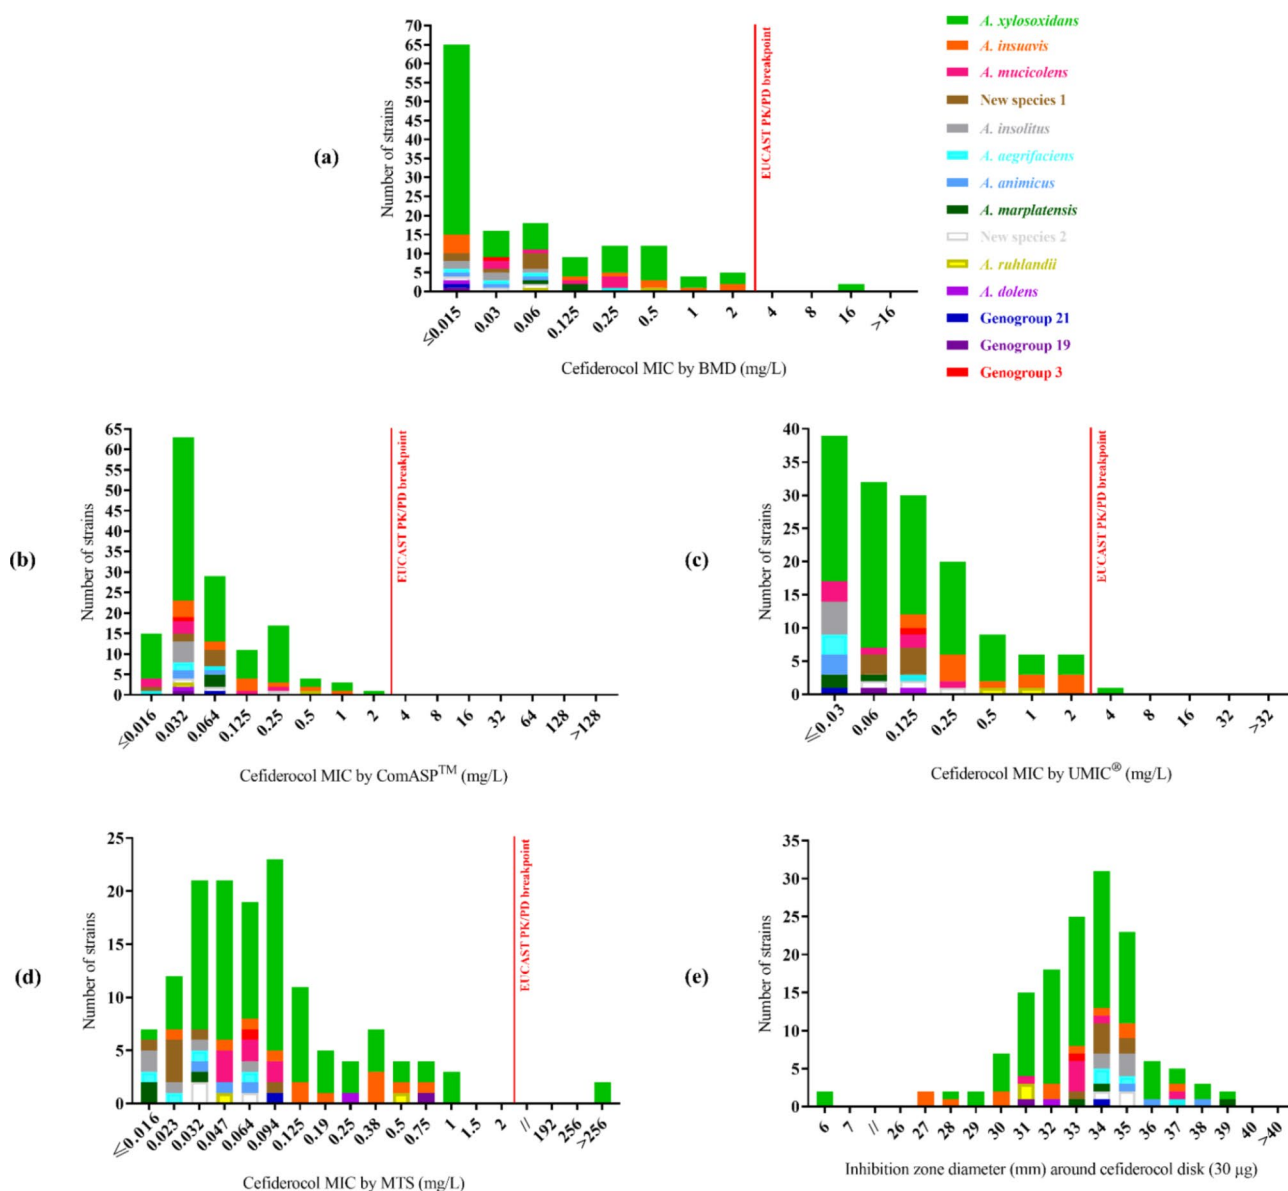 (a)
Number of strains
70
65
60
55
50
45
40
35
30
25
20
15
10
5
0
≤0.015 0.03 0.06 0.125 0.25 0.5 1 2 4 8 16 >16
Cefiderocol MIC by BMD (mg/L)
EUCAST PK/PD breakpoint
A. xylosoxidans
A. insuavis
A. mucicolens
New species 1
A. insolitus
A. aegrifaciens
A. animicus
A. marplatensis
New species 2
A. ruhlandii
A. dolens
Genogroup 21
Genogroup 19
Genogroup 3
(b)
Number of strains
65
60
55
50
45
40
35
30
25
20
15
10
5
0
≤0.016 0.032 0.064 0.125 0.25 0.5 1 2 4 8 16 32 64 128 >128
Cefiderocol MIC by ComASP™ (mg/L)
EUCAST PK/PD breakpoint
(c)
Number of strains
40
35
30
25
20
15
10
5
0
≤0.03 0.06 0.125 0.25 0.5 1 2 4 8 16 32 >32
Cefiderocol MIC by UMIC® (mg/L)
EUCAST PK/PD breakpoint
(d)
Number of strains
25
20
15
10
5
0
≤0.016 0.023 0.032 0.047 0.064 0.094 0.125 0.19 0.25 0.38 0.5 0.75 1 1.5 2 // 192 256 >256
Cefiderocol MIC by MTS (mg/L)
EUCAST PK/PD breakpoint
(e)
Number of strains
35
30
25
20
15
10
5
0
6 7 // 26 27 28 29 30 31 32 33 34 35 36 37 38 39 40 >40
Inhibition zone diameter (mm) around cefiderocol disk (30 µg)